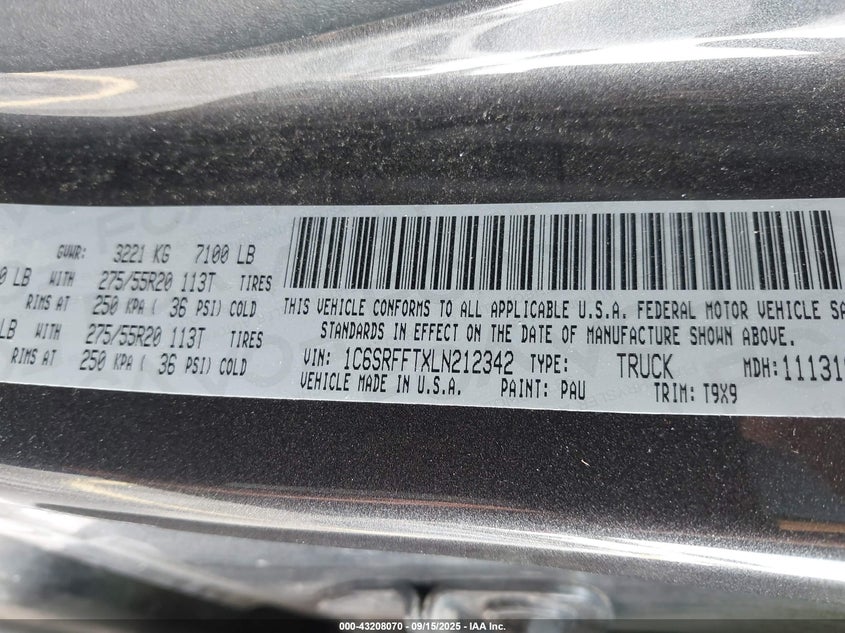 GVWR: 3221 KG 7100 LB
0 LB WITH 275/55R20 113T TIRES
RIMS AT 250 KPA ( 36 PSI) COLD
LB WITH 275/55R20 113T TIRES
RIMS AT 250 KPA ( 36 PSI) COLD
THIS VEHICLE CONFORMS TO ALL APPLICABLE U.S.A. FEDERAL MOTOR VEHICLE SA
STANDARDS IN EFFECT ON THE DATE OF MANUFACTURE SHOWN ABOVE.
VIN: 1C6SRFFTXLN212342 TYPE: TRUCK MDH: 11131
VEHICLE MADE IN U.S.A. PAINT: PAU TRIM: T9X9
000-43208070 - 09/15/2025 - IAA Inc.